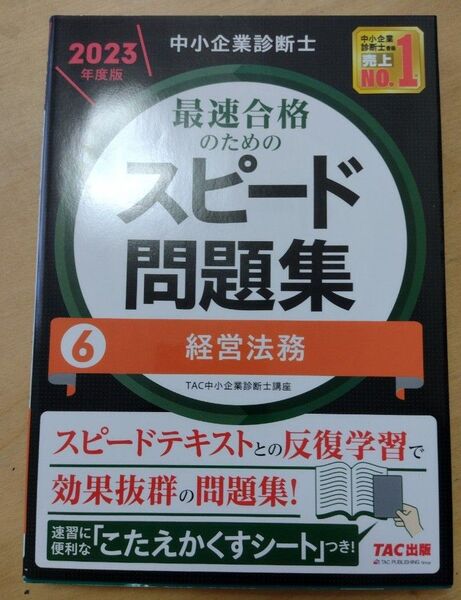 2023
年度版
中小企業診断士
中小企業
診断士書籍
売上
NO.1
最速合格
のための
スピード
問題集
6
経営法務
TAC中小企業診断士講座
スピードテキストとの反復学習で
効果抜群の問題集!
速習に
便利な「こたえかくすシート」つき!
TAC出版
TAC PUBLISHING Group